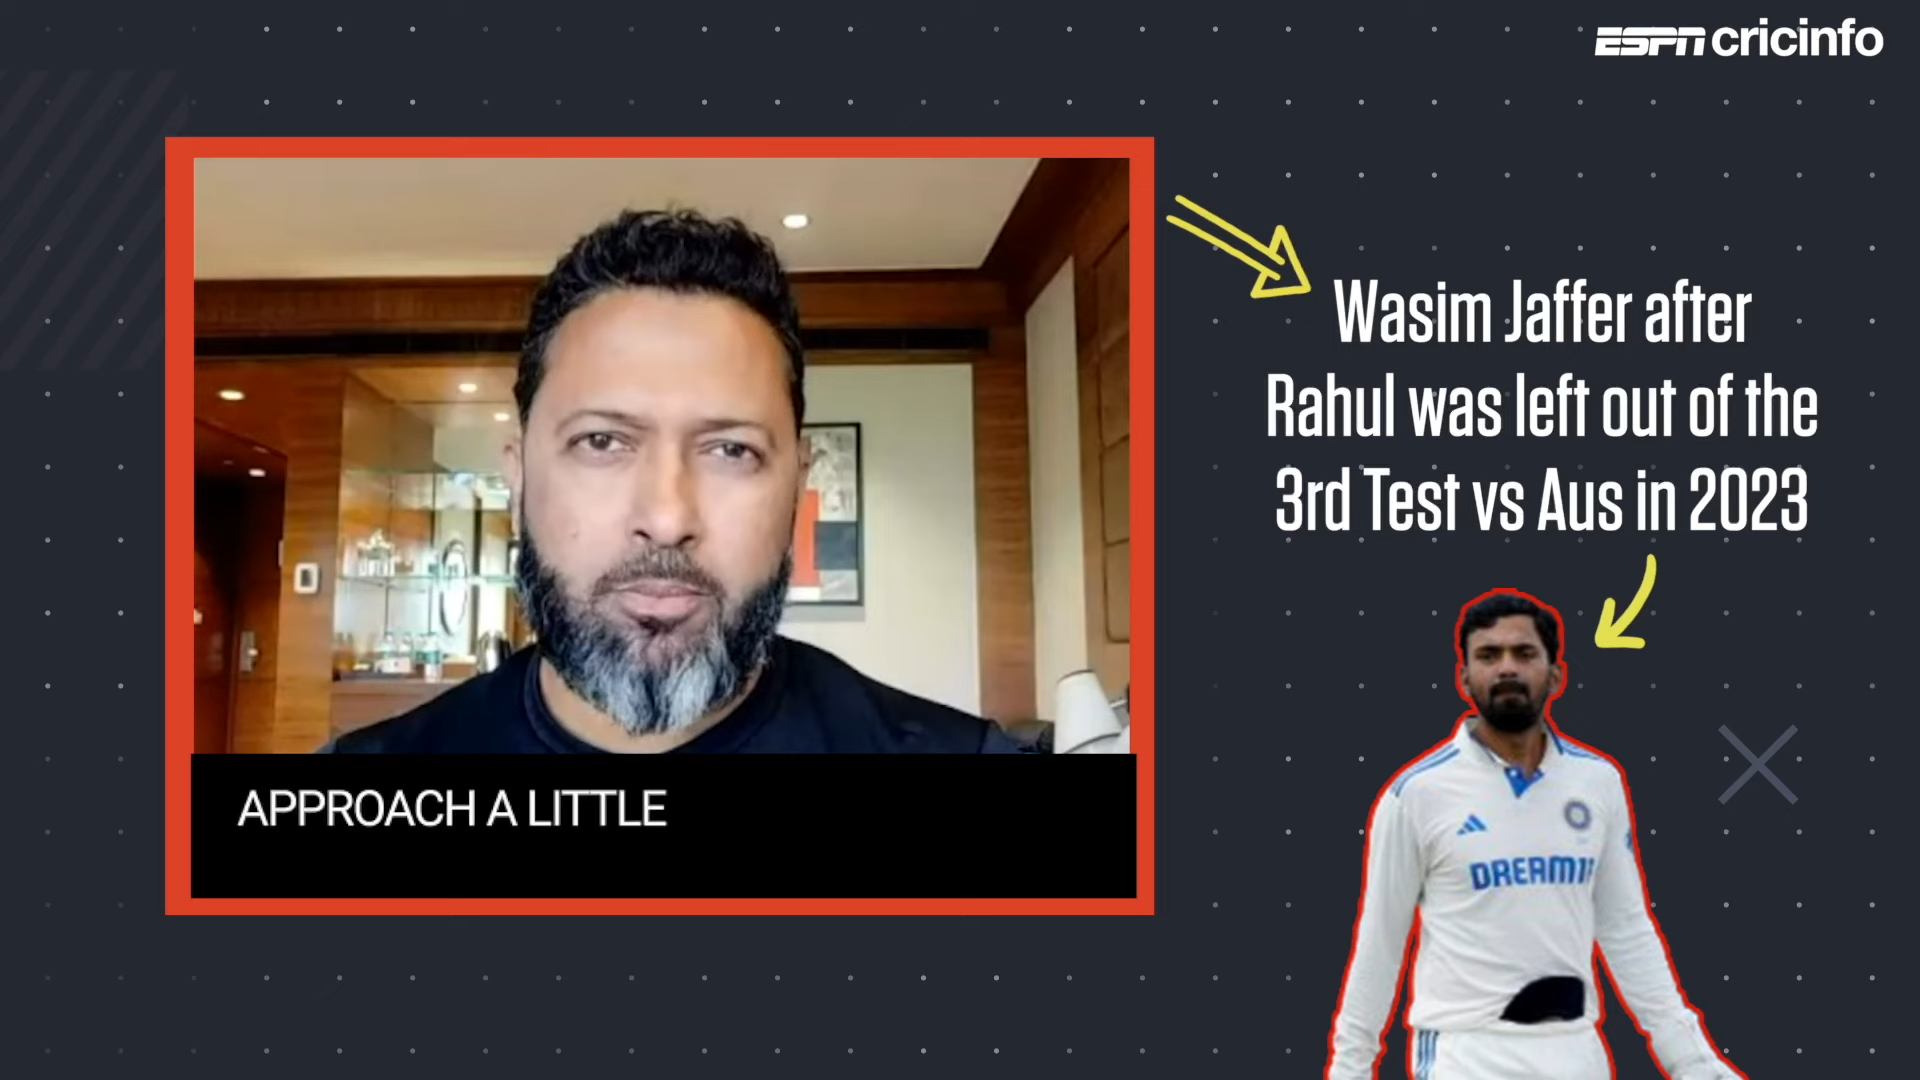 ESPN cricinfo
Wasim Jaffer after
Rahul was left out of the
3rd Test vs Aus in 2023
APPROACH A LITTLE
DREAM11